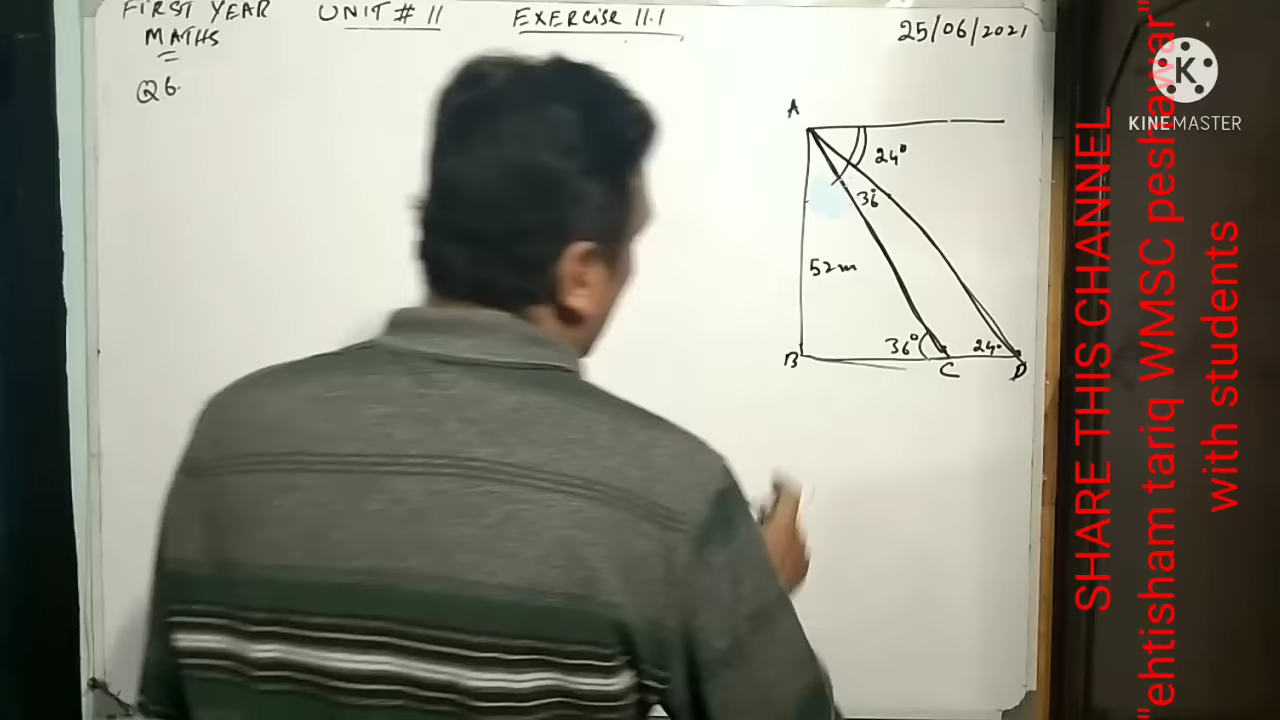 FIRST YEAR UNIT # 11 EXERCISE 11.1 25/06/2021
MATHS
Q6.
A
24°
36
52m
36° 24°
B C D
KINEMASTER
SHARE THIS CHANNEL
"ehtisham tariq WMSC peshawar"
with students